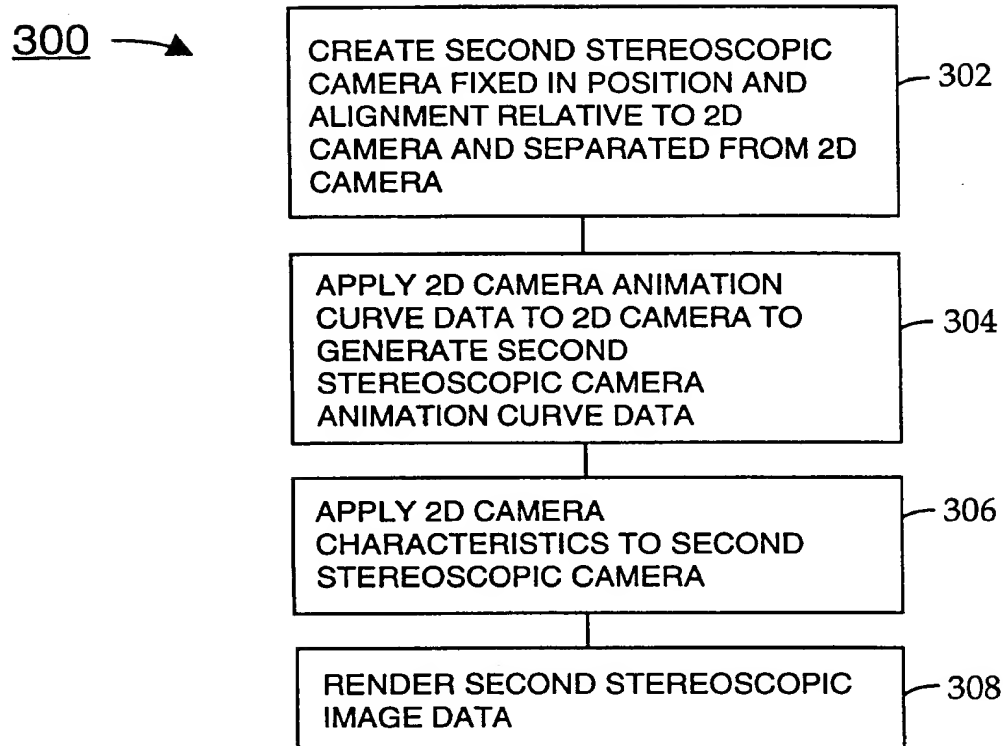 300
CREATE SECOND STEREOSCOPIC
CAMERA FIXED IN POSITION AND
ALIGNMENT RELATIVE TO 2D
CAMERA AND SEPARATED FROM 2D
CAMERA
302
APPLY 2D CAMERA ANIMATION
CURVE DATA TO 2D CAMERA TO
GENERATE SECOND
STEREOSCOPIC CAMERA
ANIMATION CURVE DATA
304
APPLY 2D CAMERA
CHARACTERISTICS TO SECOND
STEREOSCOPIC CAMERA
306
RENDER SECOND STEREOSCOPIC
IMAGE DATA
308